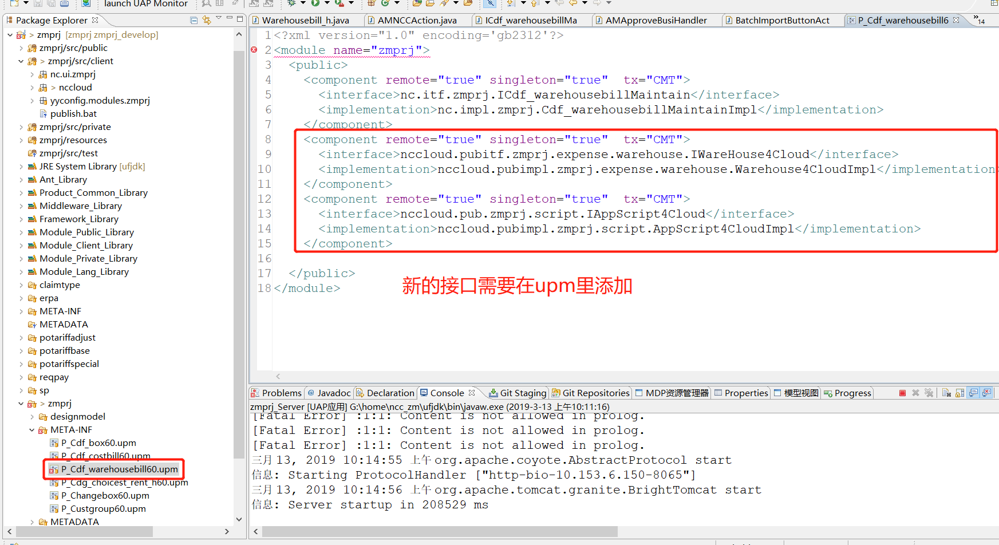 launch UAP Monitor
Package Explorer
zmprj [zmprj zmprj_develop]
zmprj/src/public
> zmprj/src/client
nc.ui.zmprj
> nccloud
yyconfig.modules.zmprj
publish.bat
zmprj/src/private
zmprj/resources
zmprj/src/test
JRE System Library [ufjdk]
Ant_Library
Product_Common_Library
Middleware_Library
Framework_Library
Module_Public_Library
Module_Client_Library
Module_Private_Library
Module_Lang_Library
claimtype
erpa
META-INF
METADATA
potariffadjust
potariffbase
potariffspecial
reqpay
sp
> zmprj
designmodel
META-INF
P_Cdf_box60.upm
P_Cdf_costbill60.upm
P_Cdf_warehousebill60.upm
P_Cdg_choicest_rent_h60.upm
P_Changebox60.upm
P_Custgroup60.upm
METADATA
Warehousebill_h.java
AMNCCAction.java
ICdf_warehousebillMa
AMApproveBusiHandler
BatchImportButtonAct
P_Cdf_warehousebill6
»14
1 <?xml version="1.0" encoding='gb2312'?>
2 <module name="zmprj">
3 <public>
4 <component remote="true" singleton="true"  tx="CMT">
5 <interface>nc.itf.zmprj.ICdf_warehousebillMaintain</interface>
6 <implementation>nc.impl.zmprj.Cdf_warehousebillMaintainImpl</implementation>
7 </component>
8 <component remote="true" singleton="true"  tx="CMT">
9 <interface>nccloud.pubitf.zmprj.expense.warehouse.IWareHouse4Cloud</interface>
10 <implementation>nccloud.pubimpl.zmprj.expense.warehouse.Warehouse4CloudImpl</implementation
11 </component>
12 <component remote="true" singleton="true"  tx="CMT">
13 <interface>nccloud.pub.zmprj.script.IAppScript4Cloud</interface>
14 <implementation>nccloud.pubimpl.zmprj.script.AppScript4CloudImpl</implementation>
15 </component>
16
17 </public>
18 </module>
新的接口需要在upm里添加
Problems @ Javadoc Declaration Console Git Staging Git Repositories MDP资源管理器 Properties 模型视图 Progress
zmprj_Server [UAP应用] G:\home\ncc_zm\ufjdk\bin\javaw.exe (2019-3-13 上午10:11:16)
[Fatal Error] :1:1: Content is not allowed in prolog.
[Fatal Error] :1:1: Content is not allowed in prolog.
[Fatal Error] :1:1: Content is not allowed in prolog.
三月 13, 2019 10:14:55 上午 org.apache.coyote.AbstractProtocol start
信息: Starting ProtocolHandler ["http-bio-10.153.6.150-8065"]
三月 13, 2019 10:14:56 上午 org.apache.tomcat.granite.BrightTomcat start
信息: Server startup in 208529 ms